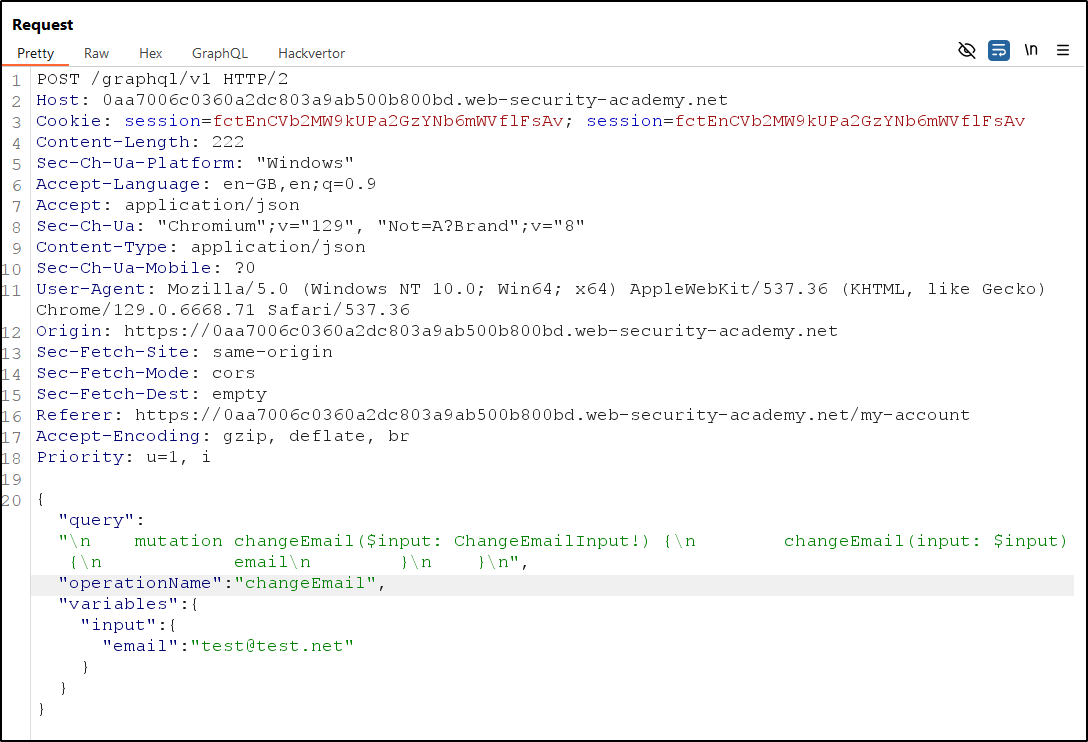 Request
Pretty Raw Hex GraphQL Hackvertor \n
1 POST /graphql/v1 HTTP/2
2 Host: 0aa7006c0360a2dc803a9ab500b800bd.web-security-academy.net
3 Cookie: session=fctEnCVb2MW9kUPa2GzYNb6mWVflFsAv; session=fctEnCVb2MW9kUPa2GzYNb6mWVflFsAv
4 Content-Length: 222
5 Sec-Ch-Ua-Platform: "Windows"
6 Accept-Language: en-GB,en;q=0.9
7 Accept: application/json
8 Sec-Ch-Ua: "Chromium";v="129", "Not=A?Brand";v="8"
9 Content-Type: application/json
10 Sec-Ch-Ua-Mobile: ?0
11 User-Agent: Mozilla/5.0 (Windows NT 10.0; Win64; x64) AppleWebKit/537.36 (KHTML, like Gecko)
Chrome/129.0.6668.71 Safari/537.36
12 Origin: https://0aa7006c0360a2dc803a9ab500b800bd.web-security-academy.net
13 Sec-Fetch-Site: same-origin
14 Sec-Fetch-Mode: cors
15 Sec-Fetch-Dest: empty
16 Referer: https://0aa7006c0360a2dc803a9ab500b800bd.web-security-academy.net/my-account
17 Accept-Encoding: gzip, deflate, br
18 Priority: u=1, i
19
20 {
"query":
"\n    mutation changeEmail($input: ChangeEmailInput!) {\n        changeEmail(input: $input)
{\n            email\n        }\n    }\n",
"operationName":"changeEmail",
"variables":{
"input":{
"email":"test@test.net"
}
}
}